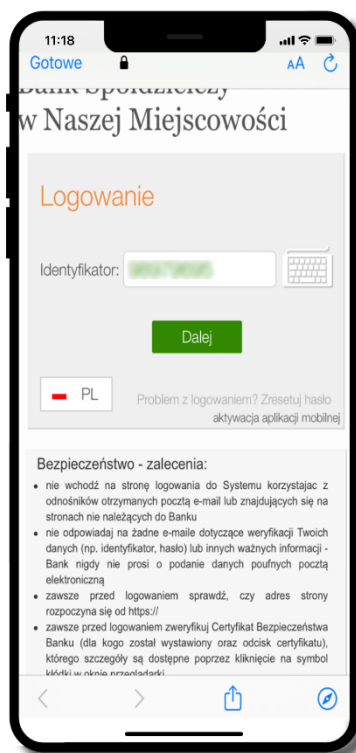 11:18
Gotowe
AA
Bank Spółdzielczy
w Naszej Miejscowości
Logowanie
Identyfikator:
Dalej
PL
Problem z logowaniem? Zresetuj hasło
aktywacja aplikacji mobilnej
Bezpieczeństwo - zalecenia:
• nie wchodź na stronę logowania do Systemu korzystając z
odnośników otrzymanych pocztą e-mail lub znajdujących się na
stronach nie należących do Banku
• nie odpowiadaj na żadne e-maile dotyczące weryfikacji Twoich
danych (np. identyfikator, hasło) lub innych ważnych informacji -
Bank nigdy nie prosi o podanie danych poufnych pocztą
elektroniczną
• zawsze przed logowaniem sprawdź, czy adres strony
rozpoczyna się od https://
• zawsze przed logowaniem zweryfikuj Certyfikat Bezpieczeństwa
Banku (dla kogo został wystawiony oraz odcisk certyfikatu),
którego szczegóły są dostępne poprzez kliknięcie na symbol
kłódki w oknie przeglądarki